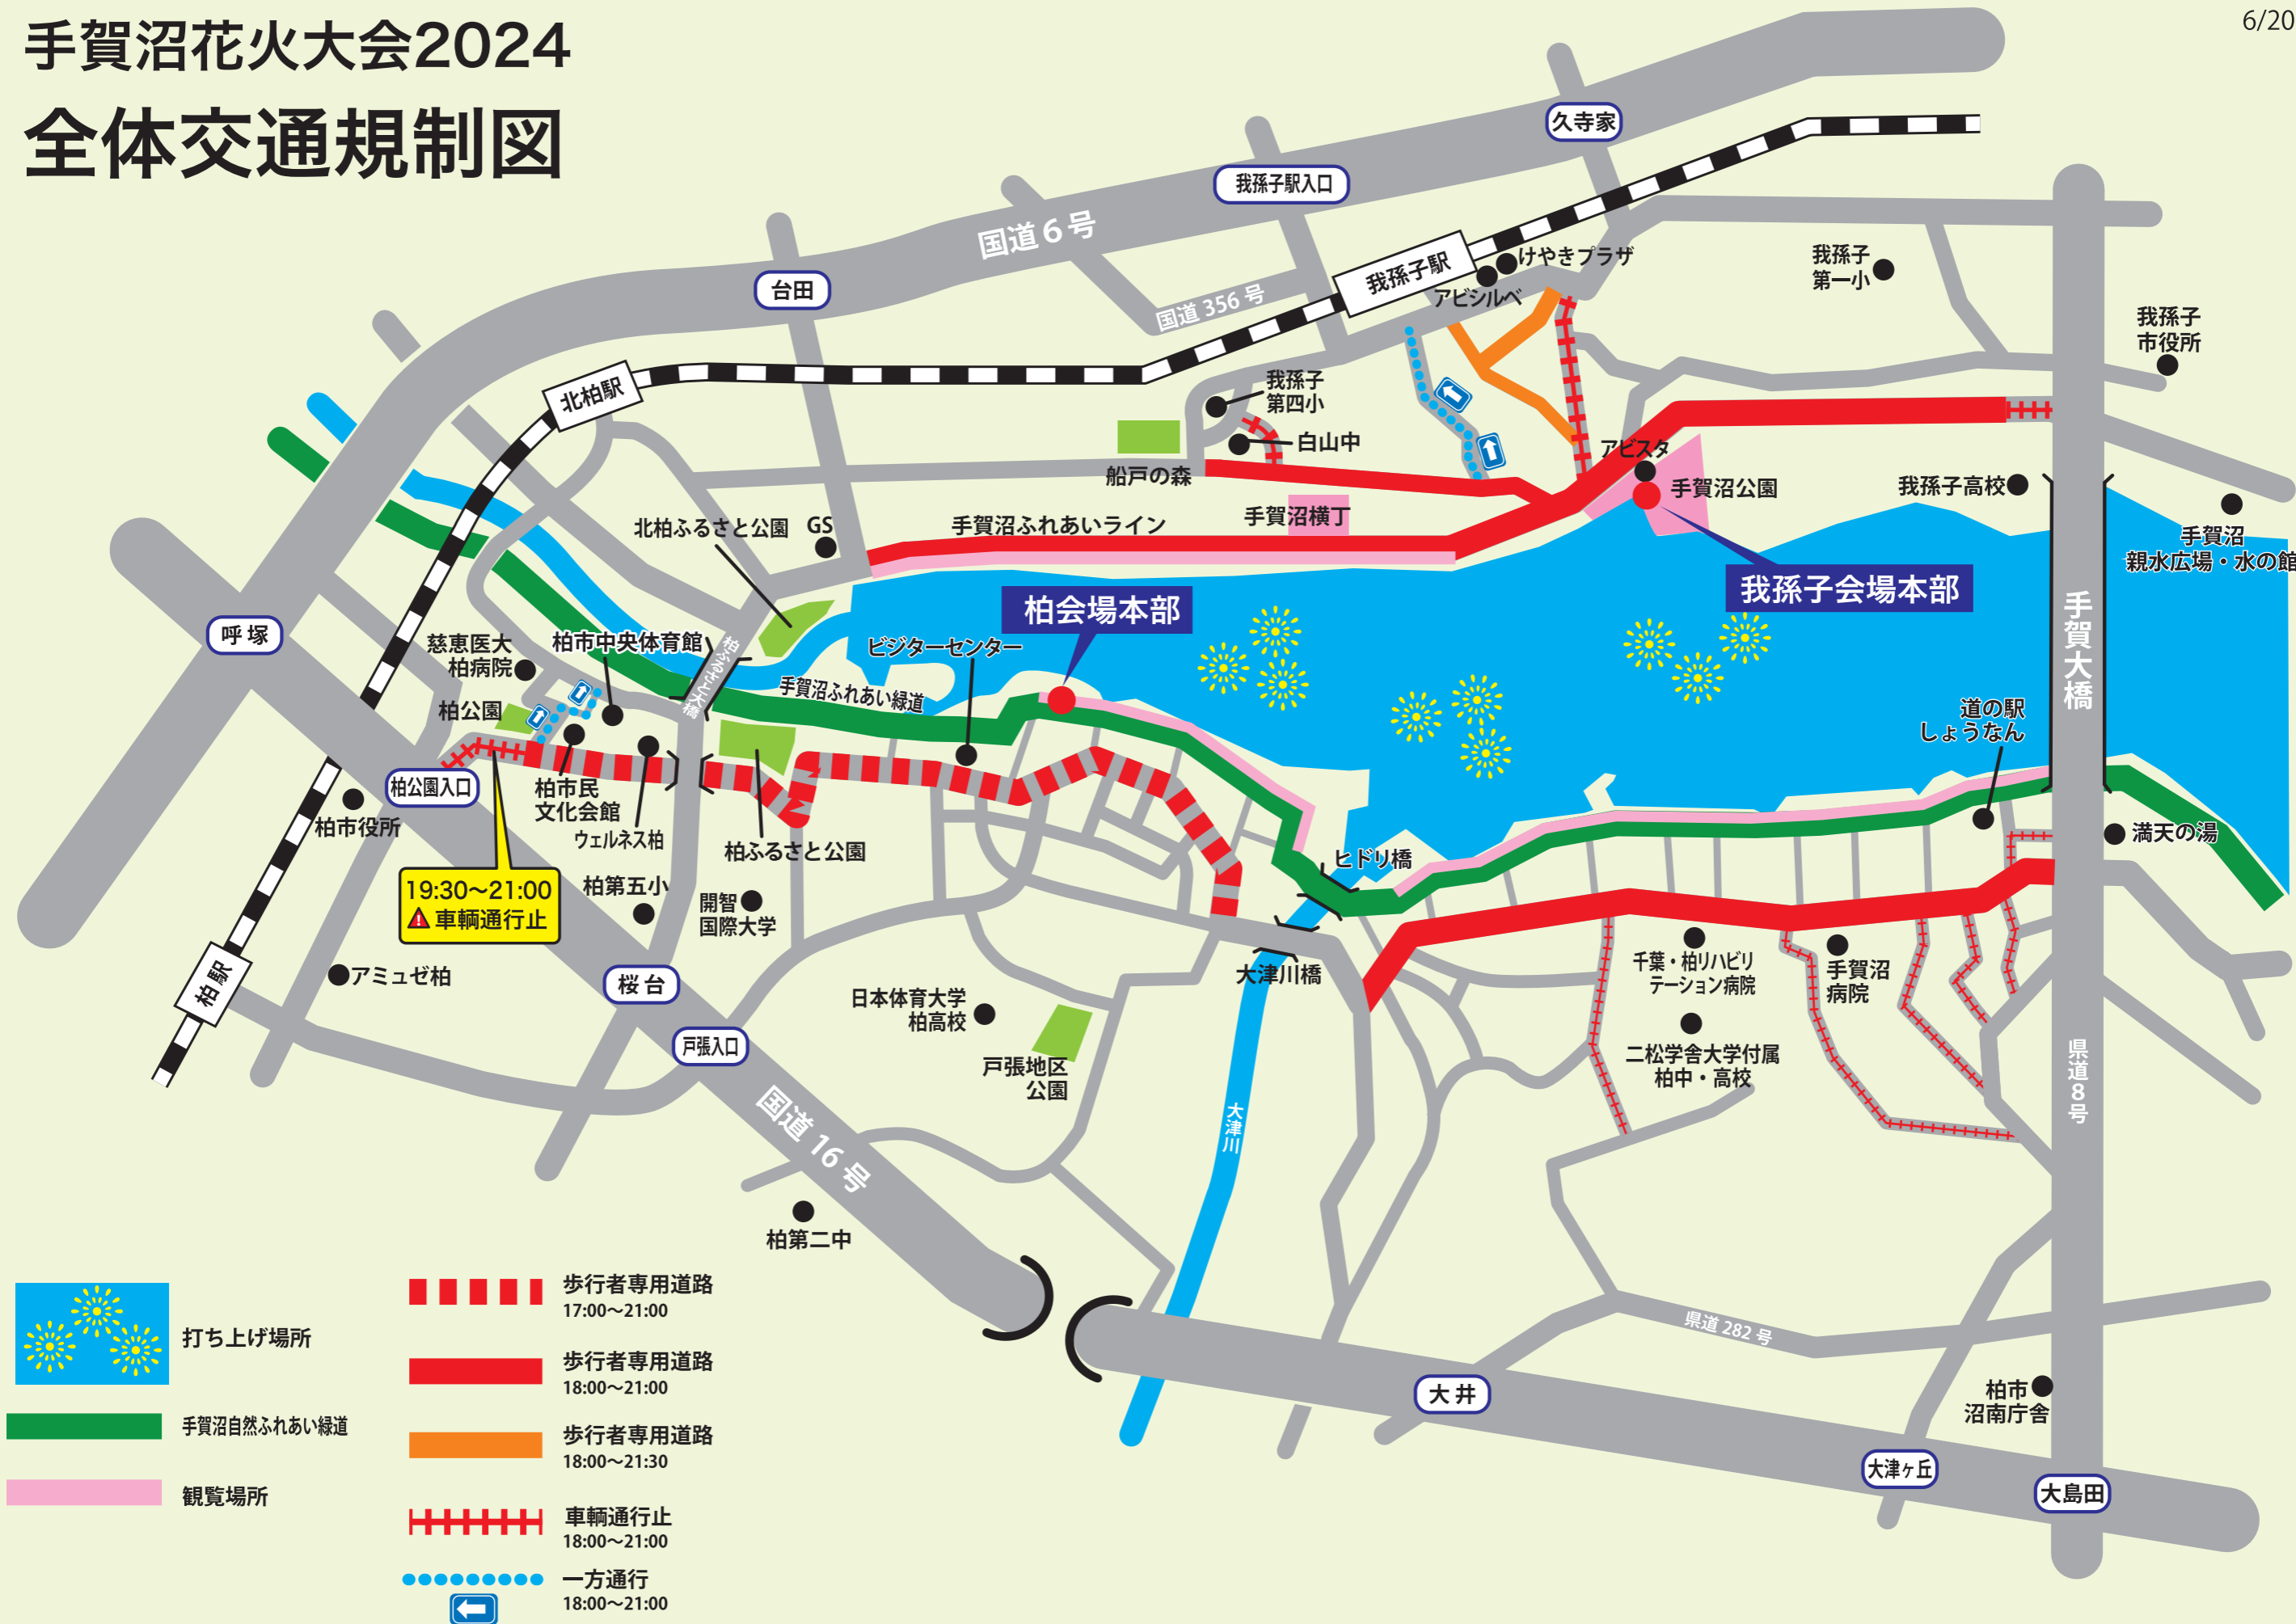 手賀沼花火大会2024
全体交通規制図
6/20
久寺家
我孫子駅入口
国道6号
台田
国道 356 号
我孫子駅
けやきプラザ
アビシルベ
我孫子
第一小
我孫子
市役所
北柏駅
我孫子
第四小
白山中
船戸の森
アビスタ
手賀沼公園
我孫子高校
手賀沼
親水広場・水の館
北柏ふるさと公園
GS
手賀沼ふれあいライン
手賀沼横丁
柏会場本部
我孫子会場本部
手賀大橋
呼塚
慈恵医大
柏病院
柏市中央体育館
柏ふるさと大橋
ビジターセンター
手賀沼ふれあい緑道
柏公園
道の駅
しょうなん
柏公園入口
柏市役所
柏市民
文化会館
ウェルネス柏
柏ふるさと公園
ヒドリ橋
満天の湯
19:30〜21:00
車輌通行止
柏第五小
開智
国際大学
柏駅
アミュゼ柏
桜台
大津川橋
千葉・柏リハビリ
テーション病院
手賀沼
病院
日本体育大学
柏高校
戸張入口
戸張地区
公園
二松学舎大学付属
柏中・高校
県道8号
大津川
国道 16 号
柏第二中
県道 282 号
大井
柏市
沼南庁舎
大津ヶ丘
大島田
打ち上げ場所
手賀沼自然ふれあい緑道
観覧場所
歩行者専用道路
17:00〜21:00
歩行者専用道路
18:00〜21:00
歩行者専用道路
18:00〜21:30
車輌通行止
18:00〜21:00
一方通行
18:00〜21:00